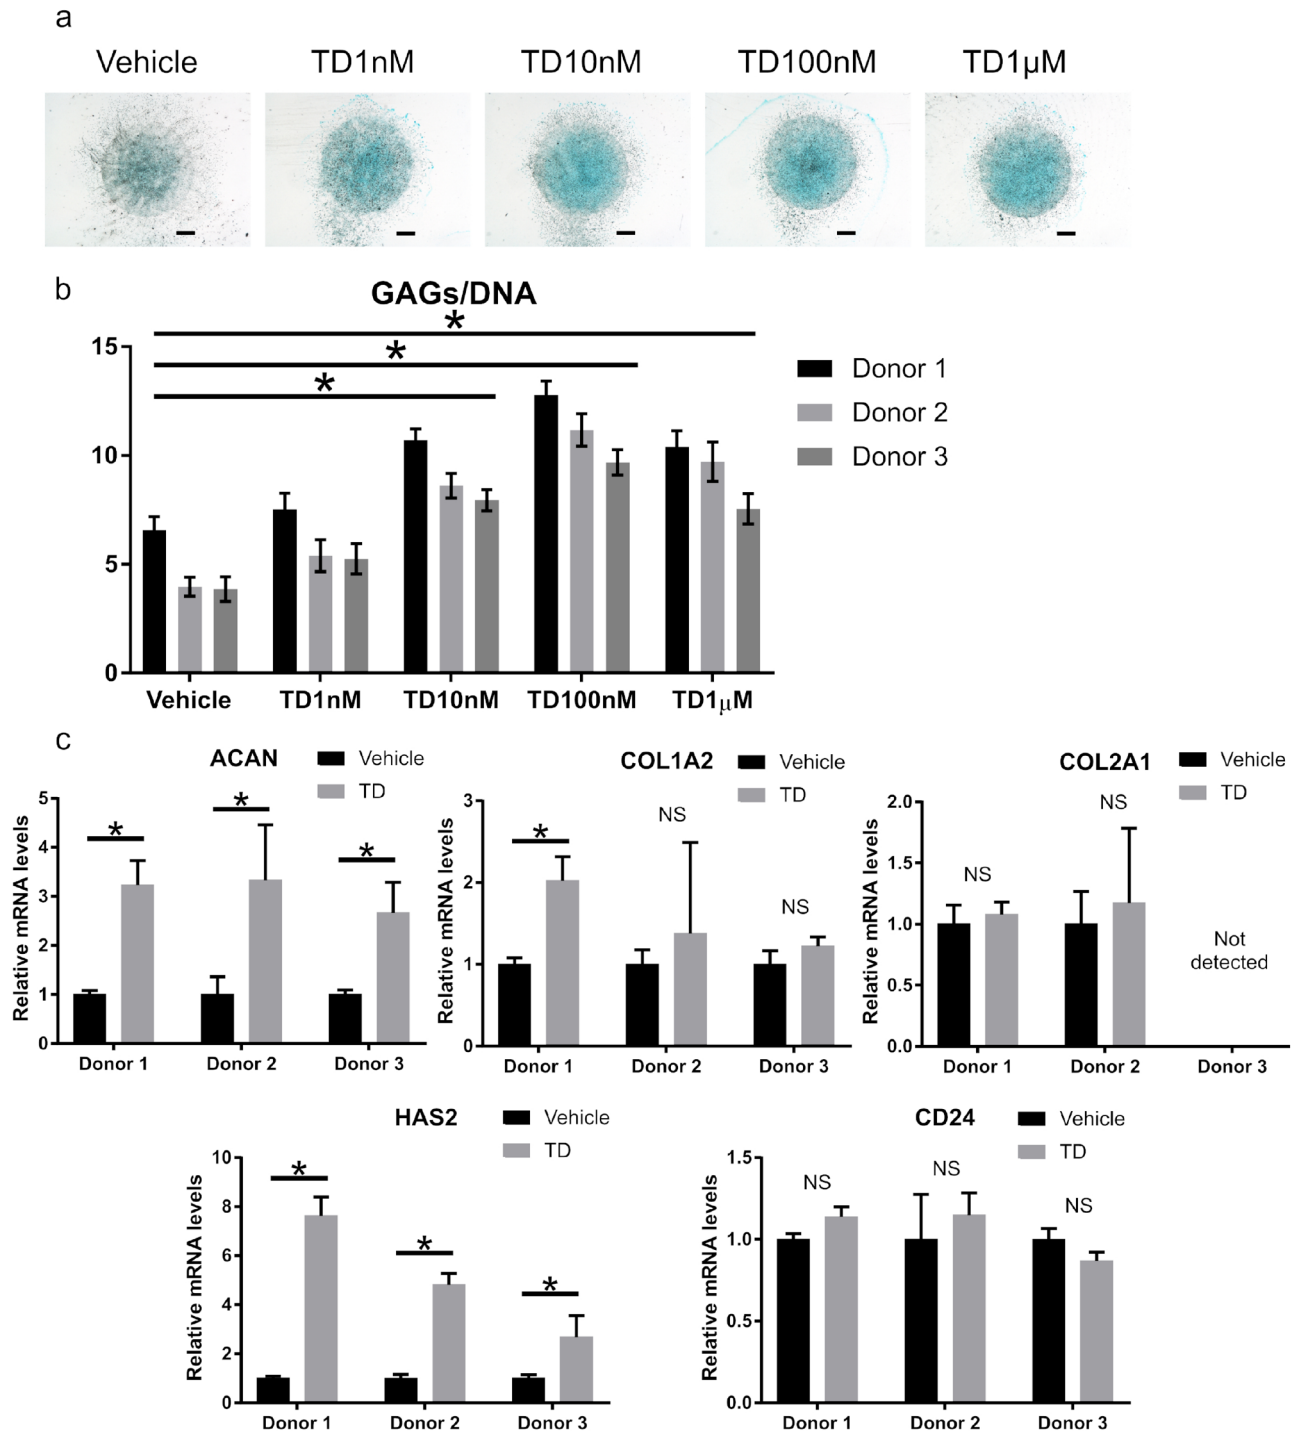 a
Vehicle TD1nM TD10nM TD100nM TD1µM
b
GAGs/DNA
*
*
*
15
10
5
0
Vehicle TD1nM TD10nM TD100nM TD1μM
Donor 1
Donor 2
Donor 3
c
ACAN
Vehicle
TD
Relative mRNA levels
5
4
3
2
1
0
* * *
Donor 1 Donor 2 Donor 3
COL1A2
Vehicle
TD
Relative mRNA levels
3
2
1
0
* NS NS
Donor 1 Donor 2 Donor 3
COL2A1
Vehicle
TD
Relative mRNA levels
2.0
1.5
1.0
0.5
0.0
NS NS
Not
detected
Donor 1 Donor 2 Donor 3
HAS2
Vehicle
TD
Relative mRNA levels
10
8
6
4
2
0
* * *
Donor 1 Donor 2 Donor 3
CD24
Vehicle
TD
Relative mRNA levels
1.5
1.0
0.5
0.0
NS NS NS
Donor 1 Donor 2 Donor 3